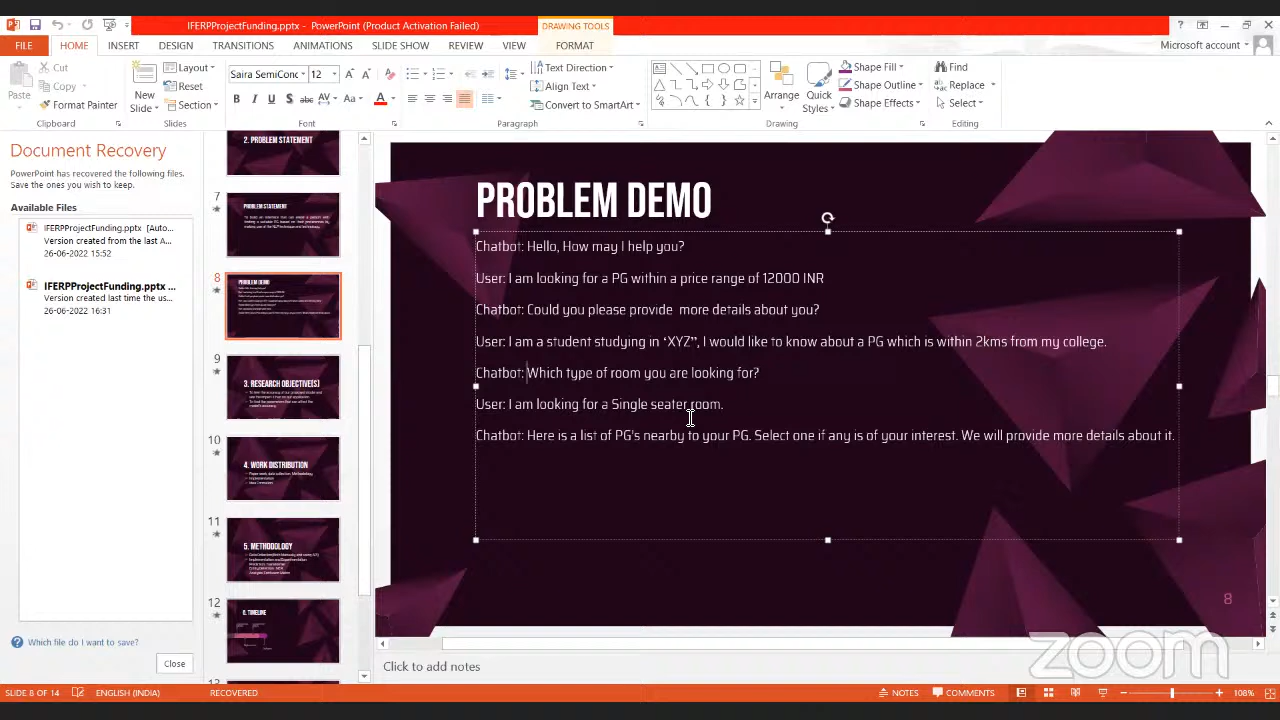 IFERPProjectFunding.pptx - PowerPoint (Product Activation Failed)
DRAWING TOOLS
FILE
HOME
INSERT
DESIGN
TRANSITIONS
ANIMATIONS
SLIDE SHOW
REVIEW
VIEW
FORMAT
Microsoft account
Cut
Copy
Format Painter
Paste
Clipboard
New
Slide
Layout
Reset
Section
Slides
Saira SemiConc
12
Font
Text Direction
Align Text
Convert to SmartArt
Paragraph
Arrange
Quick
Styles
Shape Fill
Shape Outline
Shape Effects
Drawing
Find
Replace
Select
Editing
Document Recovery
PowerPoint has recovered the following files.
Save the ones you wish to keep.
Available Files
IFERPProjectFunding.pptx [Auto...
Version created from the last A...
26-06-2022 15:52
IFERPProjectFunding.pptx ...
Version created last time the us...
26-06-2022 16:31
Which file do I want to save?
Close
2. PROBLEM STATEMENT
7
PROBLEM STATEMENT
8
PROBLEM DEMO
9
3. RESEARCH OBJECTIVE(S)
10
4. WORK DISTRIBUTION
11
5. METHODOLOGY
12
6. TIMELINE
PROBLEM DEMO
Chatbot: Hello, How may I help you?
User: I am looking for a PG within a price range of 12000 INR
Chatbot: Could you please provide  more details about you?
User: I am a student studying in ‘XYZ”, I would like to know about a PG which is within 2kms from my college.
Chatbot: Which type of room you are looking for?
User: I am looking for a Single seater room.
Chatbot: Here is a list of PG's nearby to your PG. Select one if any is of your interest. We will provide more details about it.
8
zoom
Click to add notes
SLIDE 8 OF 14
ENGLISH (INDIA)
RECOVERED
NOTES
COMMENTS
108%